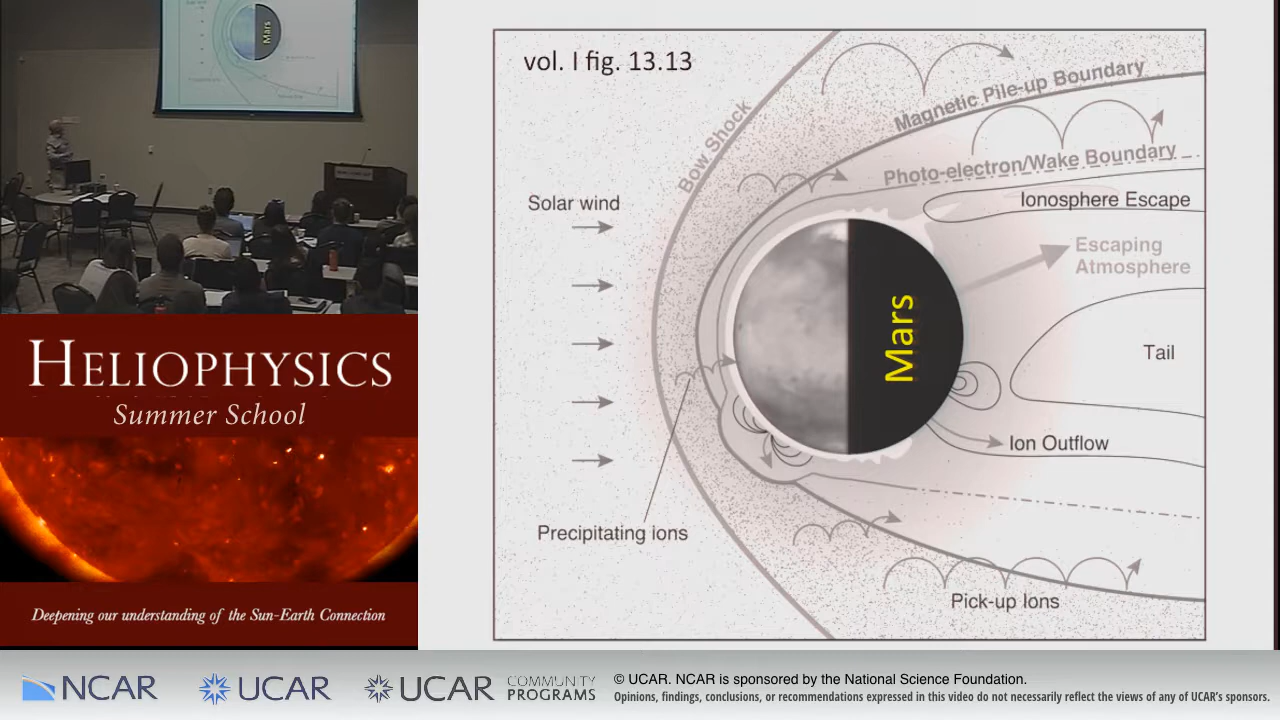 Mars
HELIOPHYSICS
Summer School
Deepening our understanding of the Sun-Earth Connection
vol. I fig. 13.13
Bow Shock
Magnetic Pile-up Boundary
Photo-electron/Wake Boundary
Solar wind
Ionosphere Escape
Escaping
Atmosphere
Mars
Tail
Ion Outflow
Precipitating ions
Pick-up Ions
NCAR
UCAR
UCAR
COMMUNITY
PROGRAMS
© UCAR. NCAR is sponsored by the National Science Foundation.
Opinions, findings, conclusions, or recommendations expressed in this video do not necessarily reflect the views of any of UCAR's sponsors.